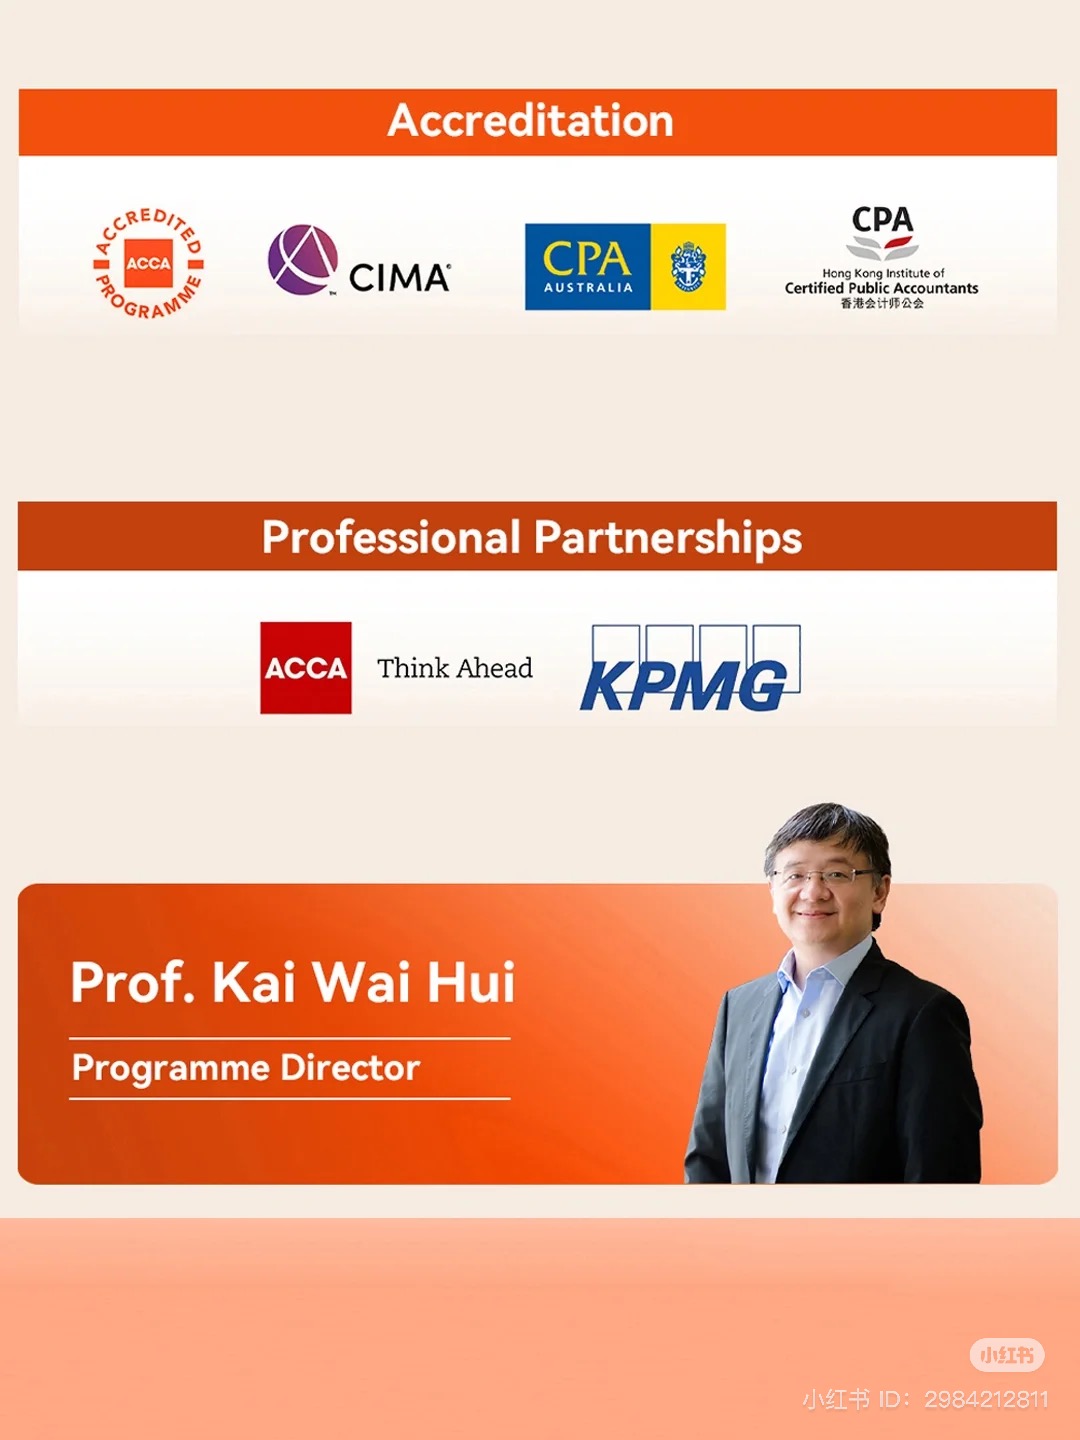 Accreditation
ACCREDITED
ACCA
PROGRAMME
CIMA®
™
CPA
AUSTRALIA
CPA
Hong Kong Institute of
Certified Public Accountants
香港会计师公会
Professional Partnerships
ACCA Think Ahead
KPMG
Prof. Kai Wai Hui
Programme Director
小红书
小红书 ID: 2984212811